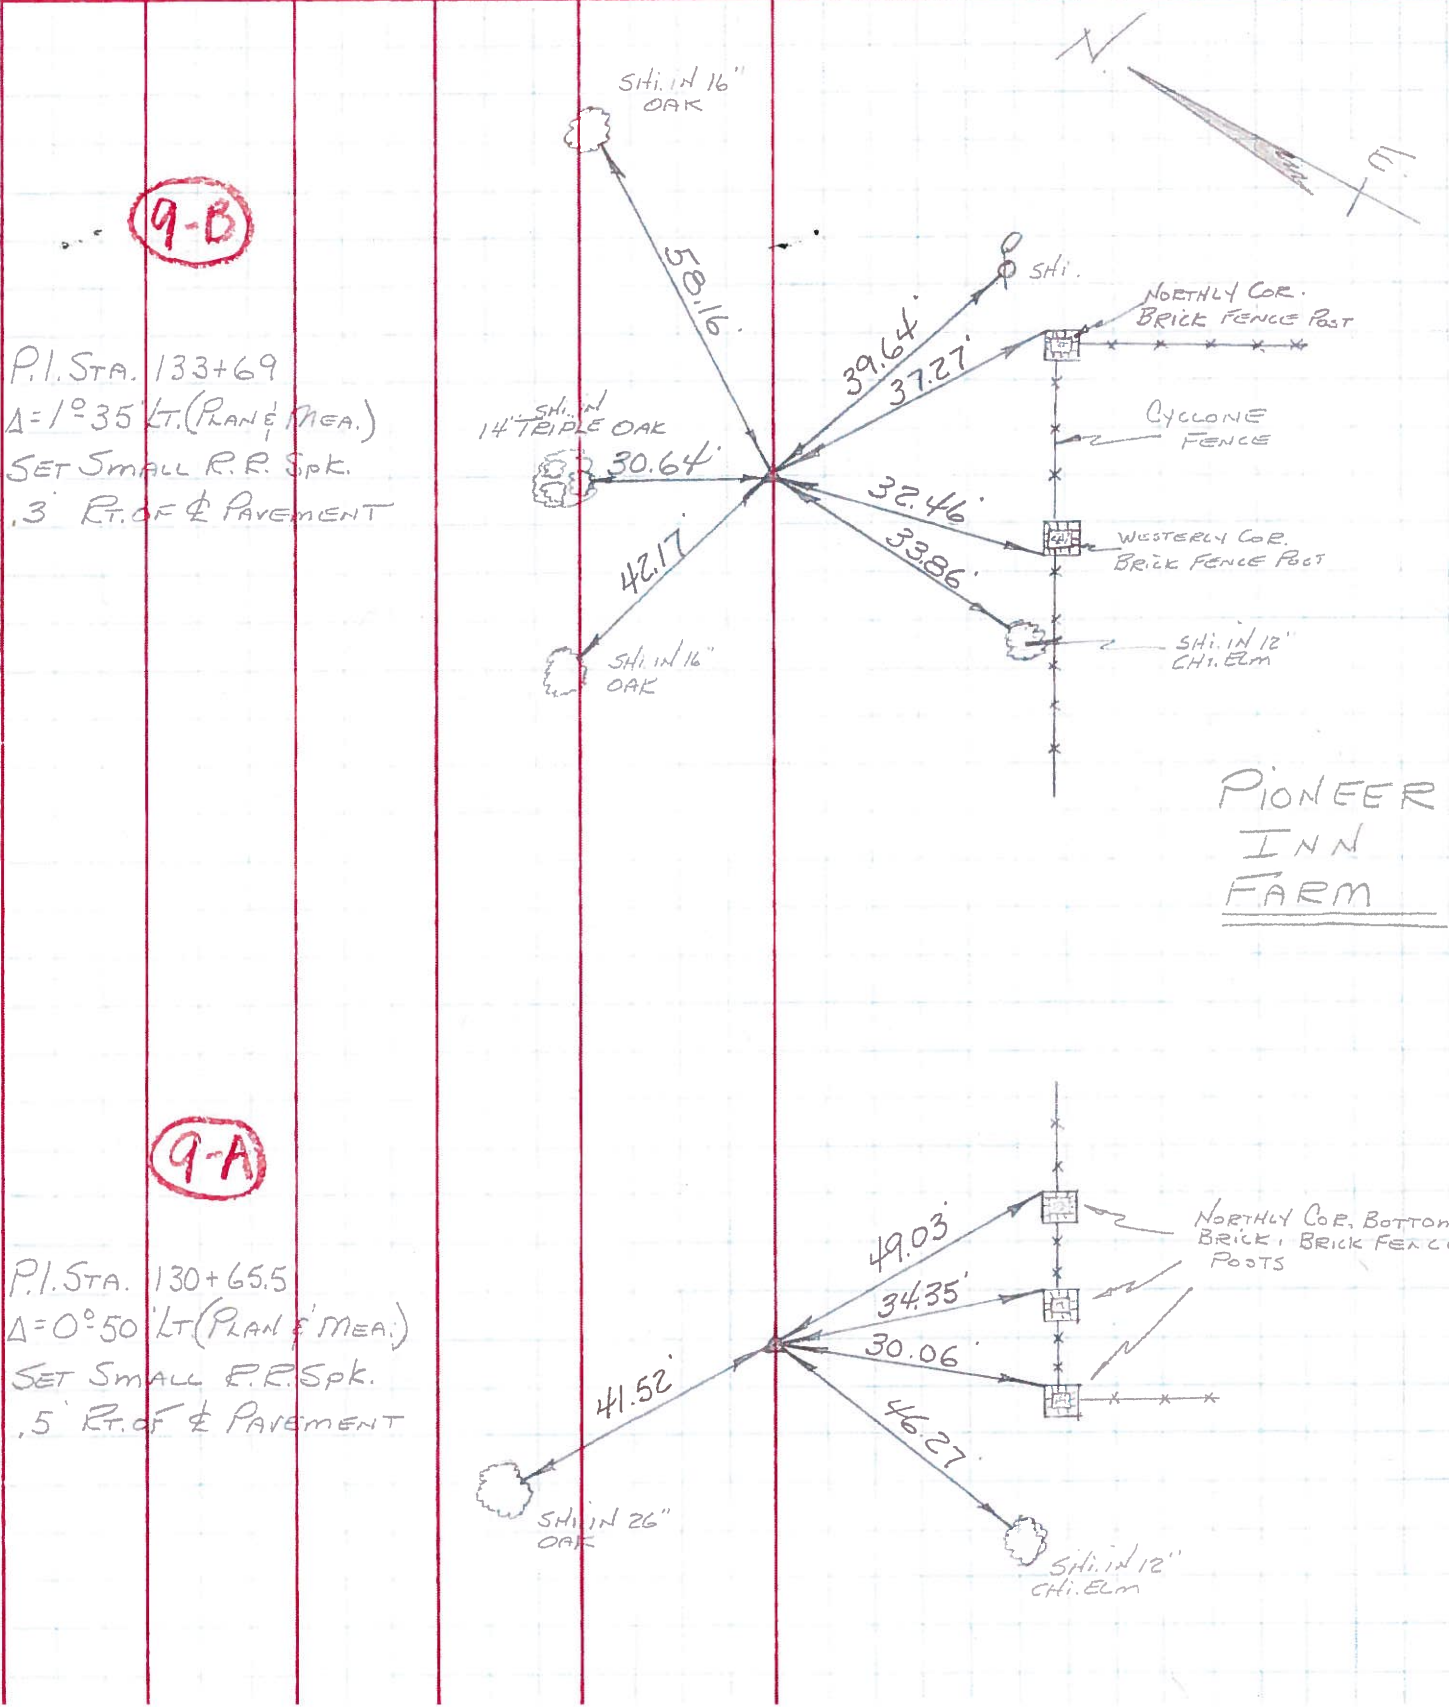 N.
E.
SHi. iN 16"
OAK
9-B
58.16'
SHi.
39.64'
37.27'
NORTHLY COR.
BRICK FENCE POST
P.I. STA. 133+69
Δ=1°35' LT. (PLAN & MEA.)
SET SMALL R.R. SPK.
.3' RT. OF ℄ PAVEMENT
SHi. iN
14" TRIPLE OAK
30.64'
CYCLONE
FENCE
32.46'
33.86'
WESTERLY COR.
BRICK FENCE POST
42.17'
SHi. IN 16"
OAK
SHi. IN 12"
CHI. ELM
PIONEER
INN
FARM
9-A
P.I. STA. 130+65.5
Δ=0°50' LT (PLAN & MEA.)
SET SMALL R.R. SPK.
.5' RT. OF ℄ PAVEMENT
49.03'
34.35'
30.06'
NORTHLY COR. BOTTOM
BRICK, BRICK FENC
POSTS
41.52'
46.27'
SHi. IN 26"
OAK
SHi. IN 12"
CHI. ELM